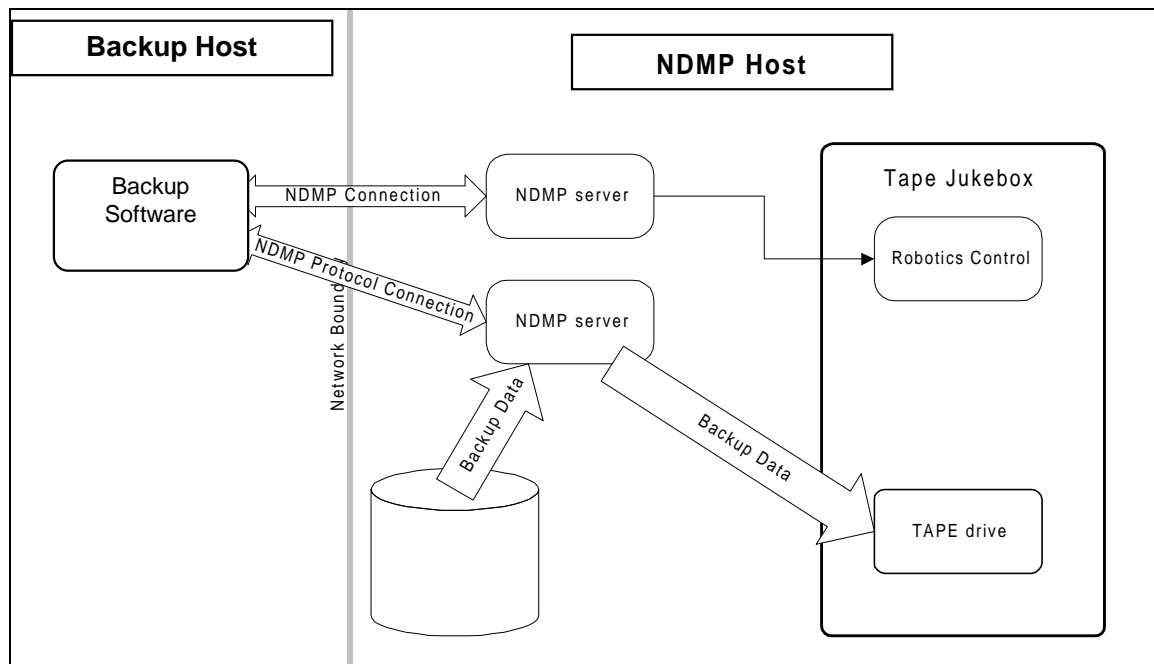 Backup Host
NDMP Host
Backup
Software
NDMP Connection
NDMP server
Tape Jukebox
Robotics Control
NDMP Protocol Connection
Network
NDMP server
Backup Data
Backup Data
TAPE drive